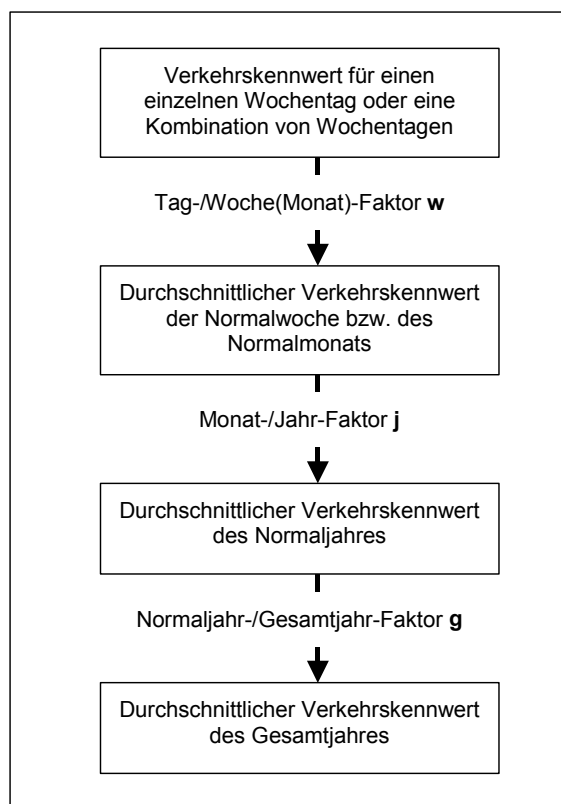 Verkehrskennwert für einen
einzelnen Wochentag oder eine
Kombination von Wochentagen
Tag-/Woche(Monat)-Faktor w
Durchschnittlicher Verkehrskennwert
der Normalwoche bzw. des
Normalmonats
Monat-/Jahr-Faktor j
Durchschnittlicher Verkehrskennwert
des Normaljahres
Normaljahr-/Gesamtjahr-Faktor g
Durchschnittlicher Verkehrskennwert
des Gesamtjahres